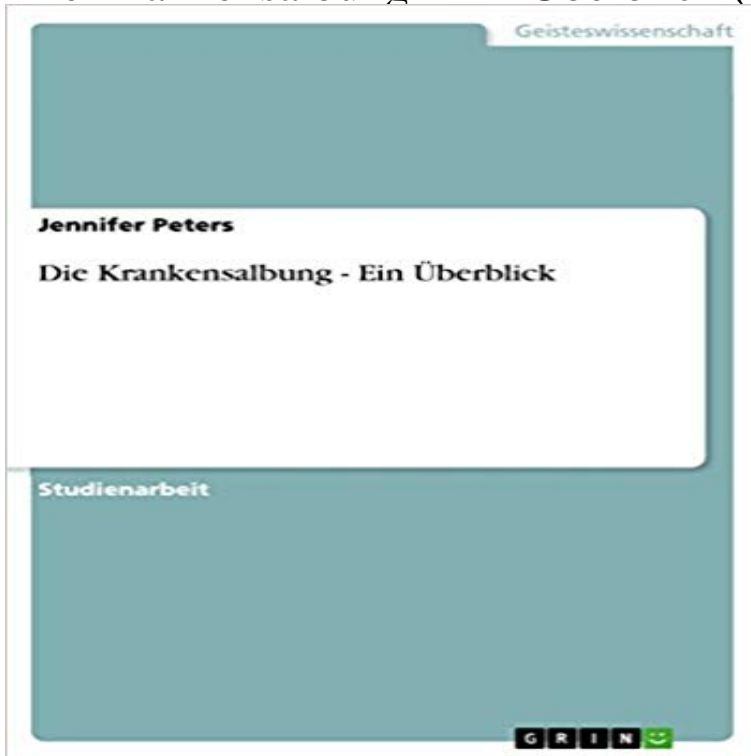 Geisteswissenschaft
Jennifer Peters
Die Krankensalbung - Ein Überblick
Studienarbeit
GRIN